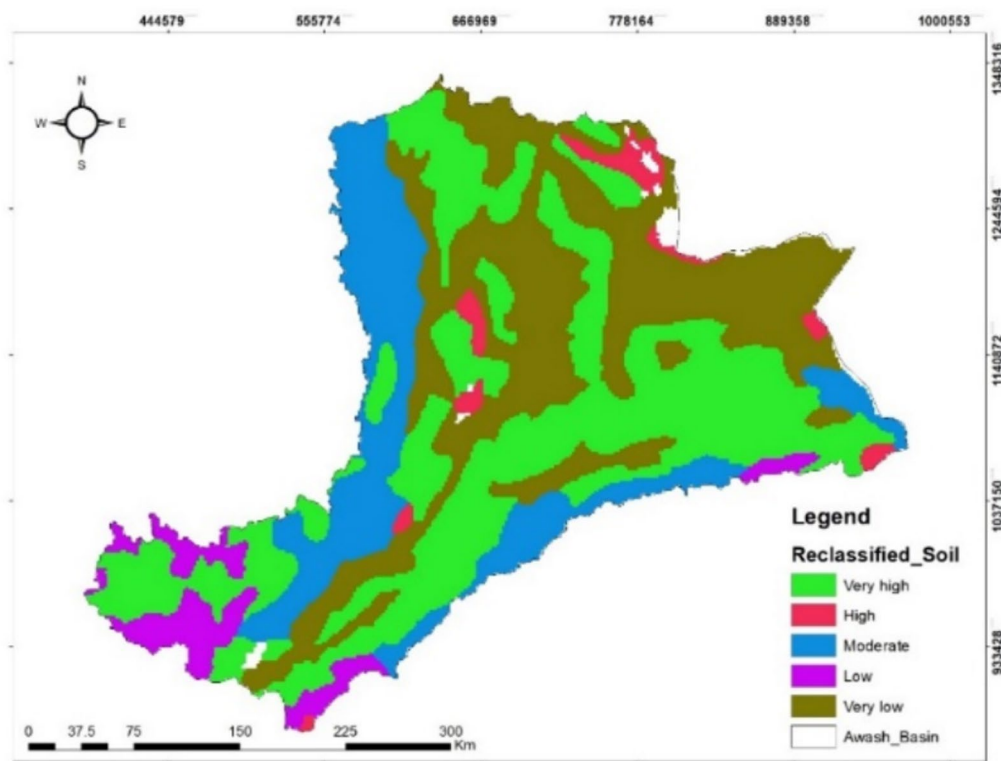 444579 555774 666969 778164 889358 1000553
1348316
1244594
1140872
1037150
933428
N
W E
S
Legend
Reclassified_Soil
Very high
High
Moderate
Low
Very low
Awash_Basin
0 37.5 75 150 225 300
Km